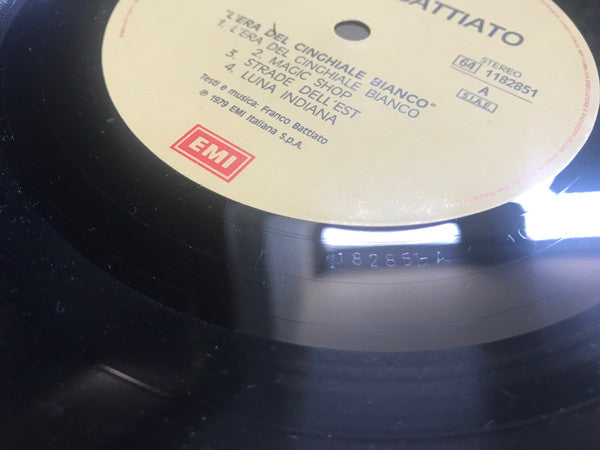 BATTIATO
"L'ERA DEL CINGHIALE BIANCO"
1. L'ERA DEL CINGHIALE BIANCO
2. MAGIC SHOP
3. STRADE DELL'EST
4. LUNA INDIANA
Testi e musica: Franco Battiato
℗ 1979 EMI Italiana S.p.A.
STEREO
64 1182851
A
S.I.A.E.
EMI
1182851-A